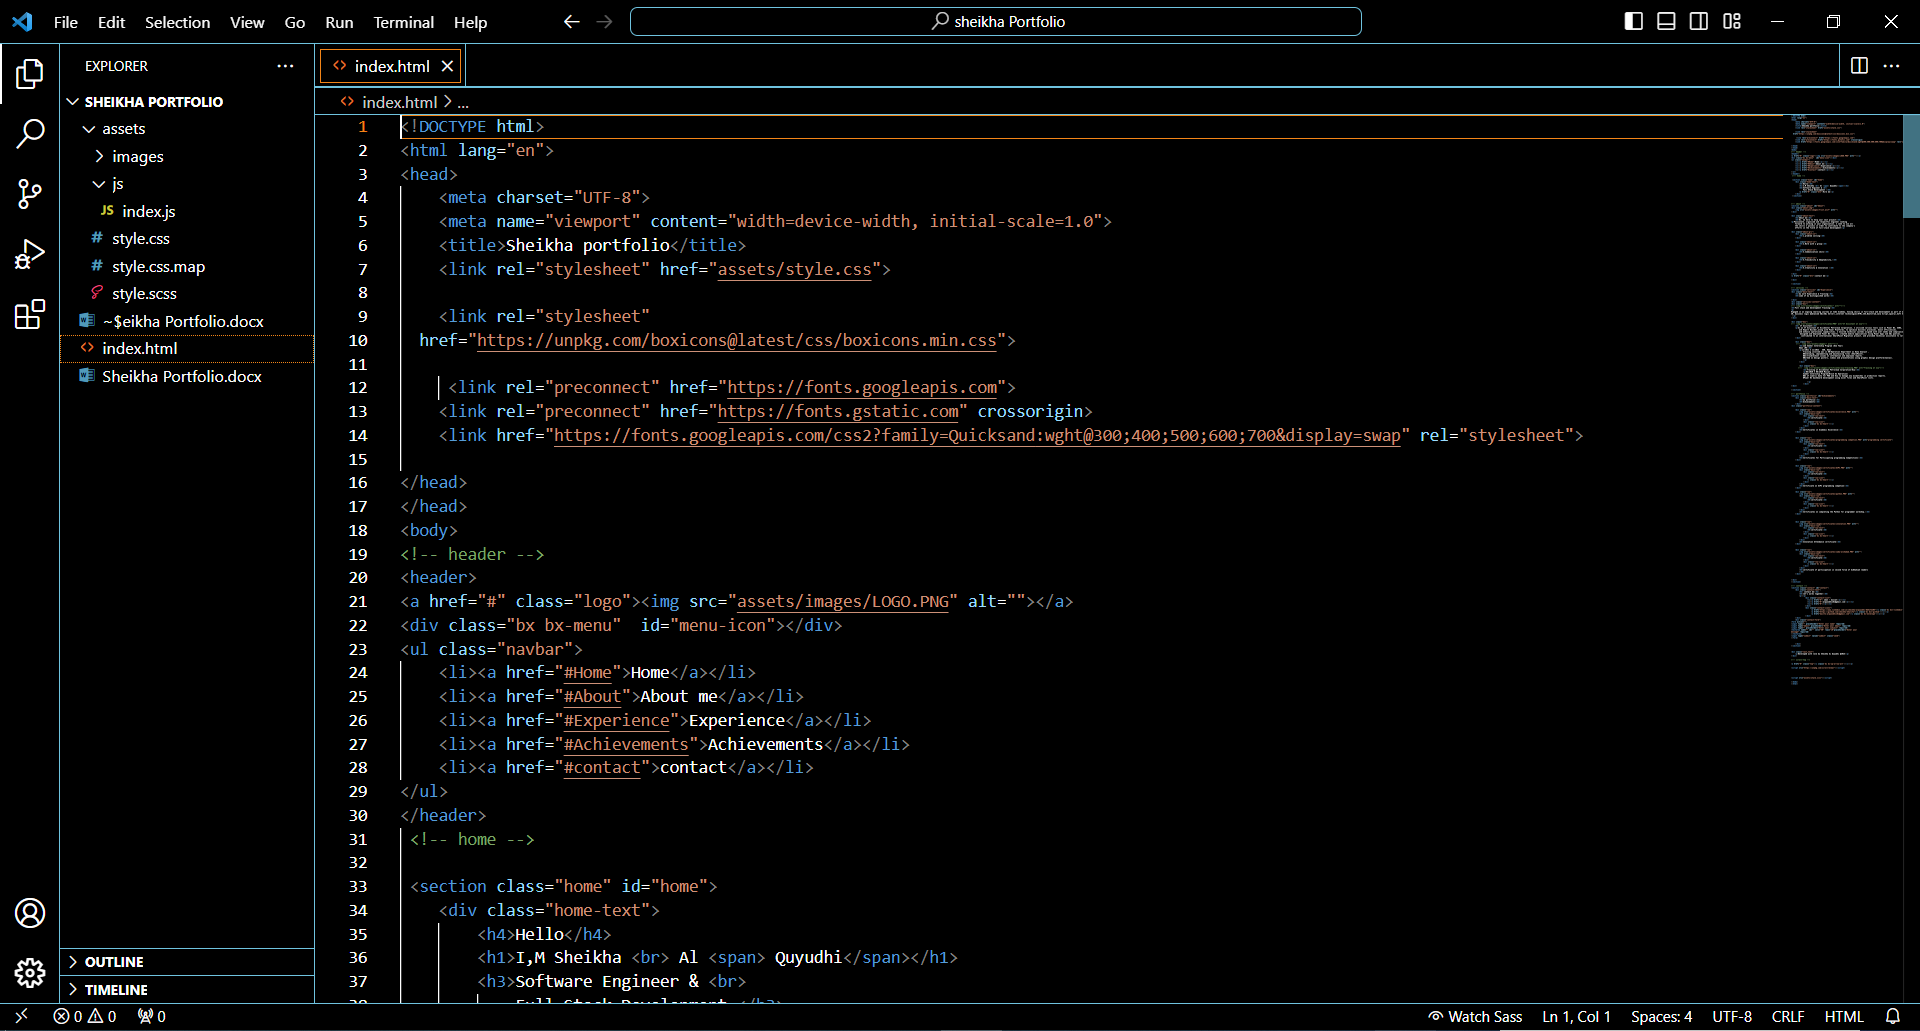 File Edit Selection View Go Run Terminal Help
sheikha Portfolio
EXPLORER
SHEIKHA PORTFOLIO
assets
images
js
JS index.js
# style.css
# style.css.map
style.scss
~$eikha Portfolio.docx
<> index.html
Sheikha Portfolio.docx
OUTLINE
TIMELINE
<> index.html
<> index.html > ...
1 <!DOCTYPE html>
2 <html lang="en">
3 <head>
4 <meta charset="UTF-8">
5 <meta name="viewport" content="width=device-width, initial-scale=1.0">
6 <title>Sheikha portfolio</title>
7 <link rel="stylesheet" href="assets/style.css">
8
9 <link rel="stylesheet"
10 href="https://unpkg.com/boxicons@latest/css/boxicons.min.css">
11
12 <link rel="preconnect" href="https://fonts.googleapis.com">
13 <link rel="preconnect" href="https://fonts.gstatic.com" crossorigin>
14 <link href="https://fonts.googleapis.com/css2?family=Quicksand:wght@300;400;500;600;700&display=swap" rel="stylesheet">
15
16 </head>
17 </head>
18 <body>
19 <!-- header -->
20 <header>
21 <a href="#" class="logo"><img src="assets/images/LOGO.PNG" alt=""></a>
22 <div class="bx bx-menu"  id="menu-icon"></div>
23 <ul class="navbar">
24 <li><a href="#Home">Home</a></li>
25 <li><a href="#About">About me</a></li>
26 <li><a href="#Experience">Experience</a></li>
27 <li><a href="#Achievements">Achievements</a></li>
28 <li><a href="#contact">contact</a></li>
29 </ul>
30 </header>
31 <!-- home -->
32
33 <section class="home" id="home">
34 <div class="home-text">
35 <h4>Hello</h4>
36 <h1>I,M Sheikha <br> Al <span> Quyudhi</span></h1>
37 <h3>Software Engineer & <br>
38 Full Stack Development </h3>
0 0 0
Watch Sass Ln 1, Col 1 Spaces: 4 UTF-8 CRLF HTML